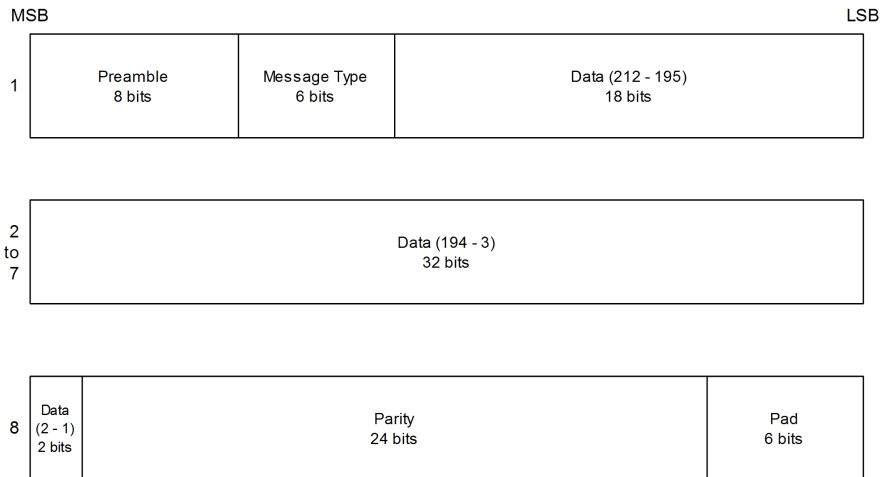 MSB LSB
1
Preamble
8 bits
Message Type
6 bits
Data (212 - 195)
18 bits
2
to
7
Data (194 - 3)
32 bits
8
Data
(2 - 1)
2 bits
Parity
24 bits
Pad
6 bits